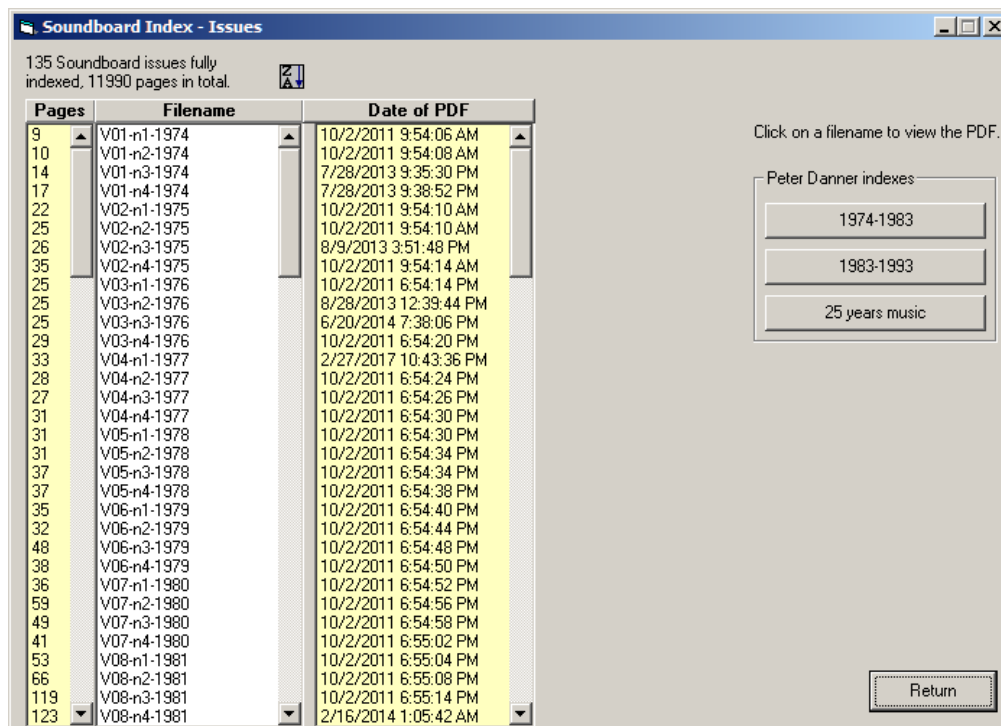 Soundboard Index - Issues
135 Soundboard issues fully
indexed, 11990 pages in total.
Pages Filename Date of PDF
9 V01-n1-1974 10/2/2011 9:54:06 AM
10 V01-n2-1974 10/2/2011 9:54:08 AM
14 V01-n3-1974 7/28/2013 9:35:30 PM
17 V01-n4-1974 7/28/2013 9:38:52 PM
22 V02-n1-1975 10/2/2011 9:54:10 AM
25 V02-n2-1975 10/2/2011 9:54:10 AM
26 V02-n3-1975 8/9/2013 3:51:48 PM
35 V02-n4-1975 10/2/2011 9:54:14 AM
25 V03-n1-1976 10/2/2011 6:54:14 PM
25 V03-n2-1976 8/28/2013 12:39:44 PM
25 V03-n3-1976 6/20/2014 7:38:06 PM
29 V03-n4-1976 10/2/2011 6:54:20 PM
33 V04-n1-1977 2/27/2017 10:43:36 PM
28 V04-n2-1977 10/2/2011 6:54:24 PM
27 V04-n3-1977 10/2/2011 6:54:26 PM
31 V04-n4-1977 10/2/2011 6:54:30 PM
31 V05-n1-1978 10/2/2011 6:54:30 PM
31 V05-n2-1978 10/2/2011 6:54:34 PM
37 V05-n3-1978 10/2/2011 6:54:34 PM
37 V05-n4-1978 10/2/2011 6:54:38 PM
35 V06-n1-1979 10/2/2011 6:54:40 PM
32 V06-n2-1979 10/2/2011 6:54:44 PM
48 V06-n3-1979 10/2/2011 6:54:48 PM
38 V06-n4-1979 10/2/2011 6:54:50 PM
36 V07-n1-1980 10/2/2011 6:54:52 PM
59 V07-n2-1980 10/2/2011 6:54:56 PM
49 V07-n3-1980 10/2/2011 6:54:58 PM
41 V07-n4-1980 10/2/2011 6:55:02 PM
53 V08-n1-1981 10/2/2011 6:55:04 PM
66 V08-n2-1981 10/2/2011 6:55:08 PM
119 V08-n3-1981 10/2/2011 6:55:14 PM
123 V08-n4-1981 2/16/2014 1:05:42 AM
Click on a filename to view the PDF.
Peter Danner indexes
1974-1983
1983-1993
25 years music
Return